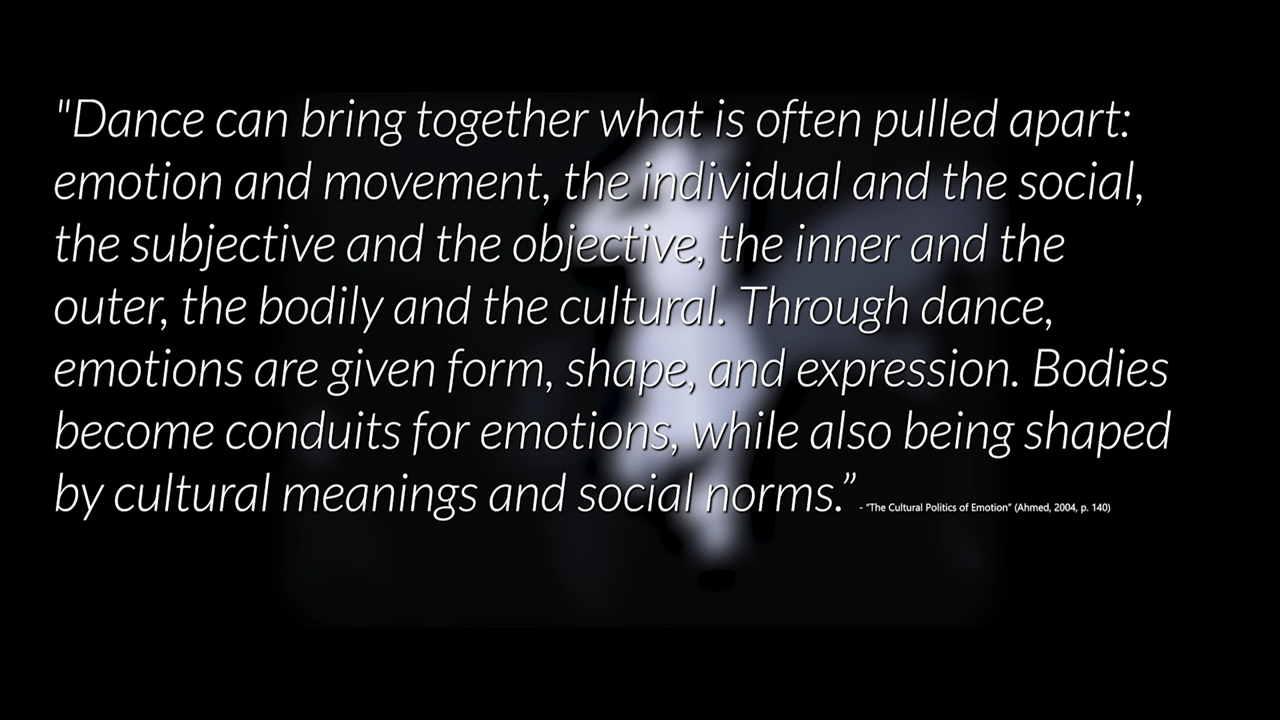 "Dance can bring together what is often pulled apart:
emotion and movement, the individual and the social,
the subjective and the objective, the inner and the
outer, the bodily and the cultural. Through dance,
emotions are given form, shape, and expression. Bodies
become conduits for emotions, while also being shaped
by cultural meanings and social norms.” - “The Cultural Politics of Emotion” (Ahmed, 2004, p. 140)